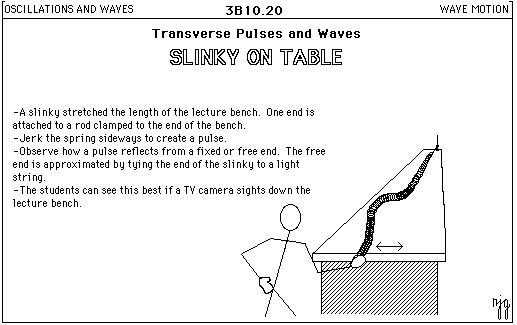 OSCILLATIONS AND WAVES 3B10.20 WAVE MOTION
Transverse Pulses and Waves
SLINKY ON TABLE
-A slinky stretched the length of the lecture bench. One end is
attached to a rod clamped to the end of the bench.
-Jerk the spring sideways to create a pulse.
-Observe how a pulse reflects from a fixed or free end. The free
end is approximated by tying the end of the slinky to a light
string.
-The students can see this best if a TV camera sights down the
lecture bench.
njg